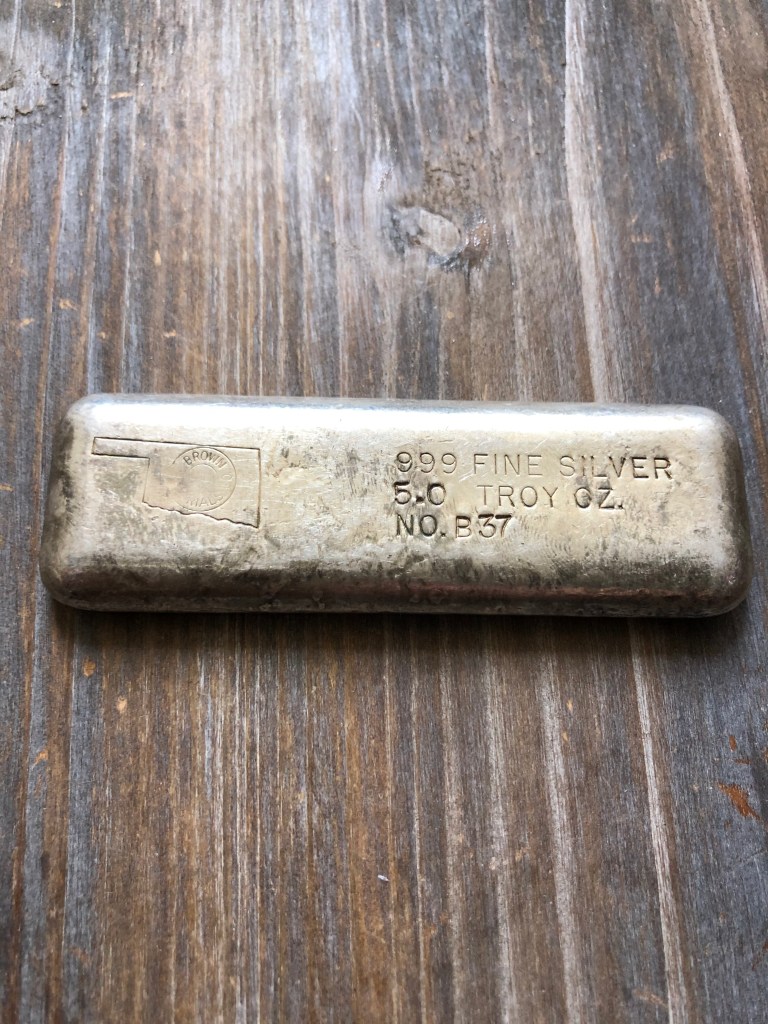 BROWN
999 FINE SILVER
5.0 TROY OZ.
NO. B37